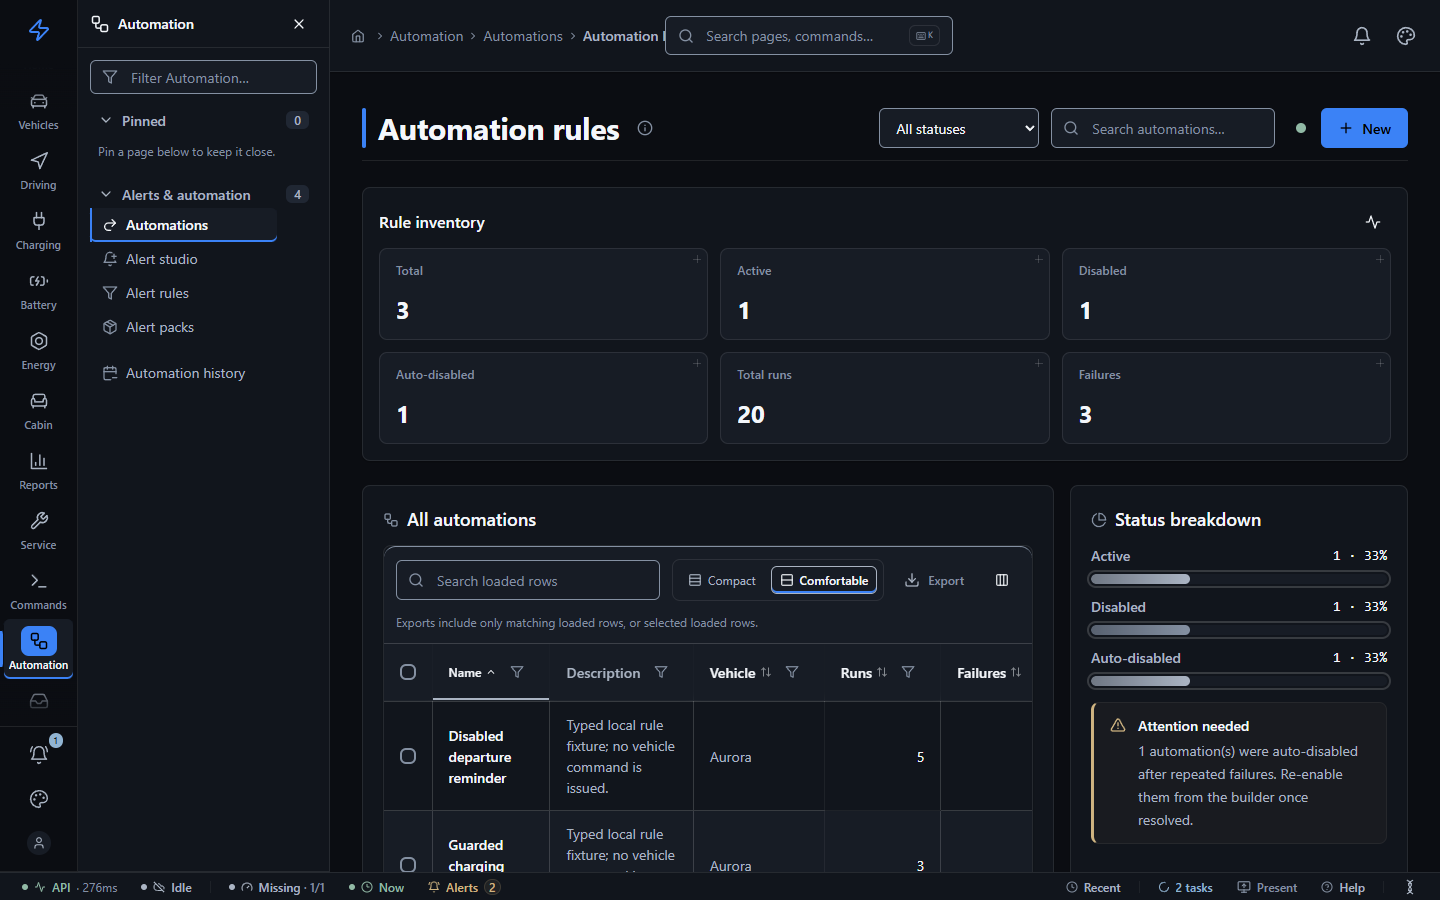 Automation
Filter Automation...
Pinned
0
Pin a page below to keep it close.
Alerts & automation
4
Automations
Alert studio
Alert rules
Alert packs
Automation history
Vehicles
Driving
Charging
Battery
Energy
Cabin
Reports
Service
Commands
Automation
1
Automation
Automations
Automation
Search pages, commands...
K
Automation rules
All statuses
Search automations...
New
Rule inventory
Total
3
Active
1
Disabled
1
Auto-disabled
1
Total runs
20
Failures
3
All automations
Search loaded rows
Compact
Comfortable
Export
Exports include only matching loaded rows, or selected loaded rows.
Name
Description
Vehicle
Runs
Failures
Disabled
departure
reminder
Typed local rule
fixture; no vehicle
command is
issued.
Aurora
5
Guarded
charging
Typed local rule
fixture; no vehicle
Aurora
3
Status breakdown
Active
1 · 33%
Disabled
1 · 33%
Auto-disabled
1 · 33%
Attention needed
1 automation(s) were auto-disabled
after repeated failures. Re-enable
them from the builder once
resolved.
API · 276ms
Idle
Missing · 1/1
Now
Alerts 2
Recent
2 tasks
Present
Help